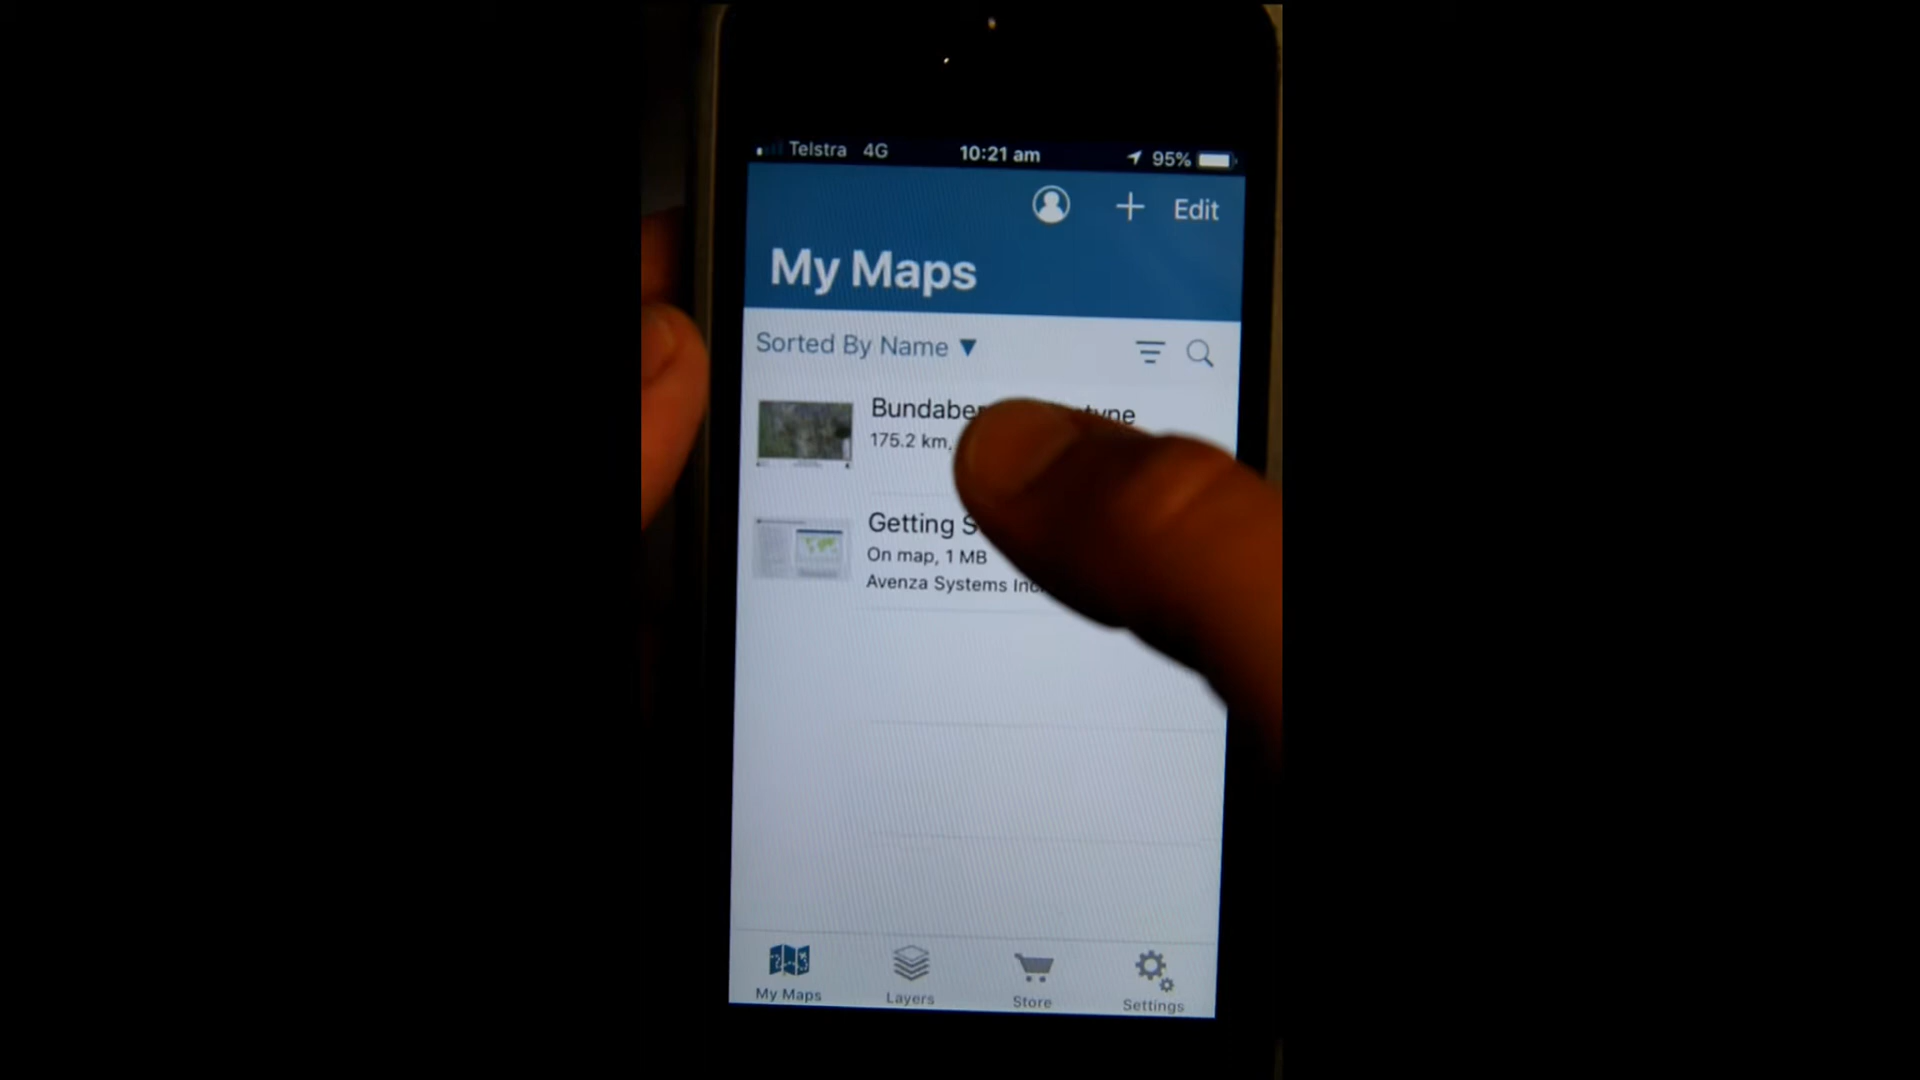 Telstra 4G 10:21 am 95%
Edit
My Maps
Sorted By Name ▼
175.2 km,
Getting
On map, 1 MB
Avenza Systems Inc.
My Maps Layers Store Settings